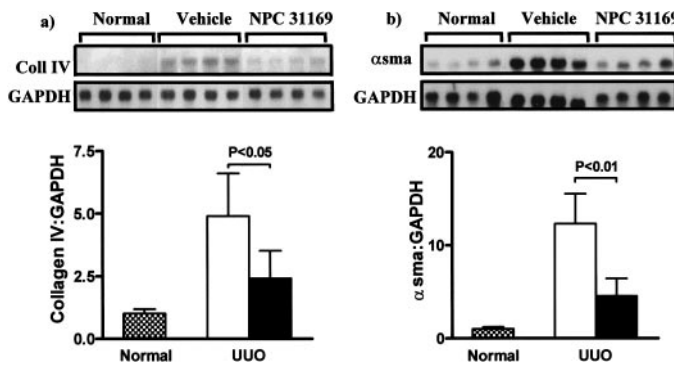 a)
Normal
Vehicle
NPC 31169
Coll IV
GAPDH
7.5
5.0
2.5
0.0
Collagen IV:GAPDH
P<0.05
Normal
UUO
b)
Normal
Vehicle
NPC 31169
αsma
GAPDH
20
10
0
α sma:GAPDH
P<0.01
Normal
UUO